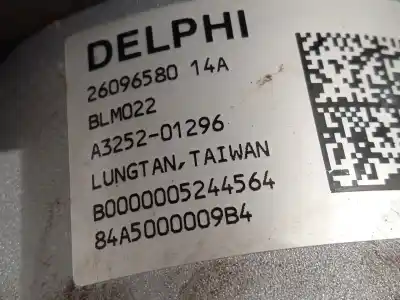 DELPHI
26096580 14A
BLM022
A3252-01296
LUNGTAN, TAIWAN
B0000005244564
84A5000009B4